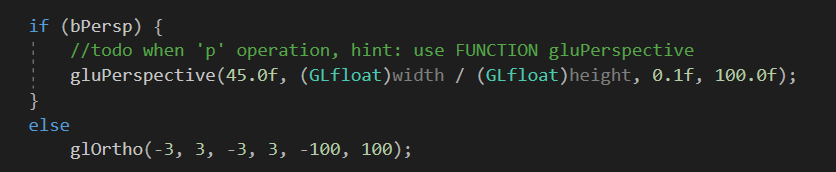 if (bPersp) {
//todo when 'p' operation, hint: use FUNCTION gluPerspective
gluPerspective(45.0f, (GLfloat)width / (GLfloat)height, 0.1f, 100.0f);
}
else
glOrtho(-3, 3, -3, 3, -100, 100);